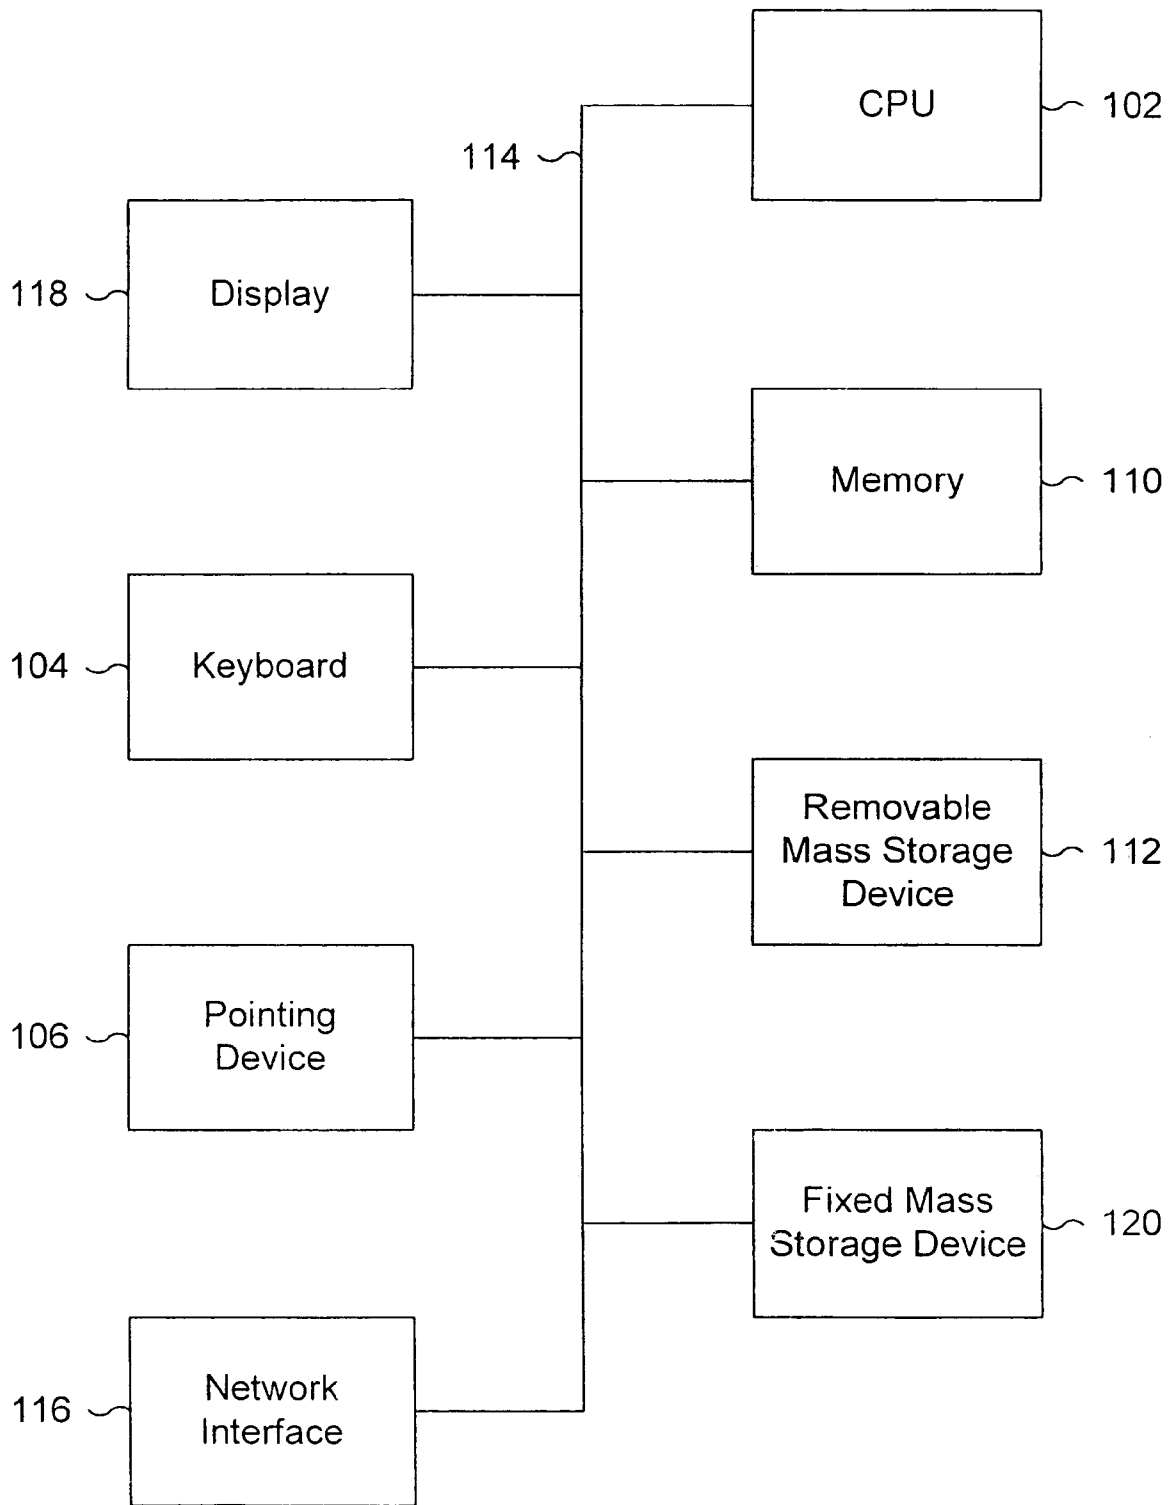 CPU
102
114
118
Display
Memory
110
104
Keyboard
Removable
Mass Storage
Device
112
106
Pointing
Device
Fixed Mass
Storage Device
120
116
Network
Interface